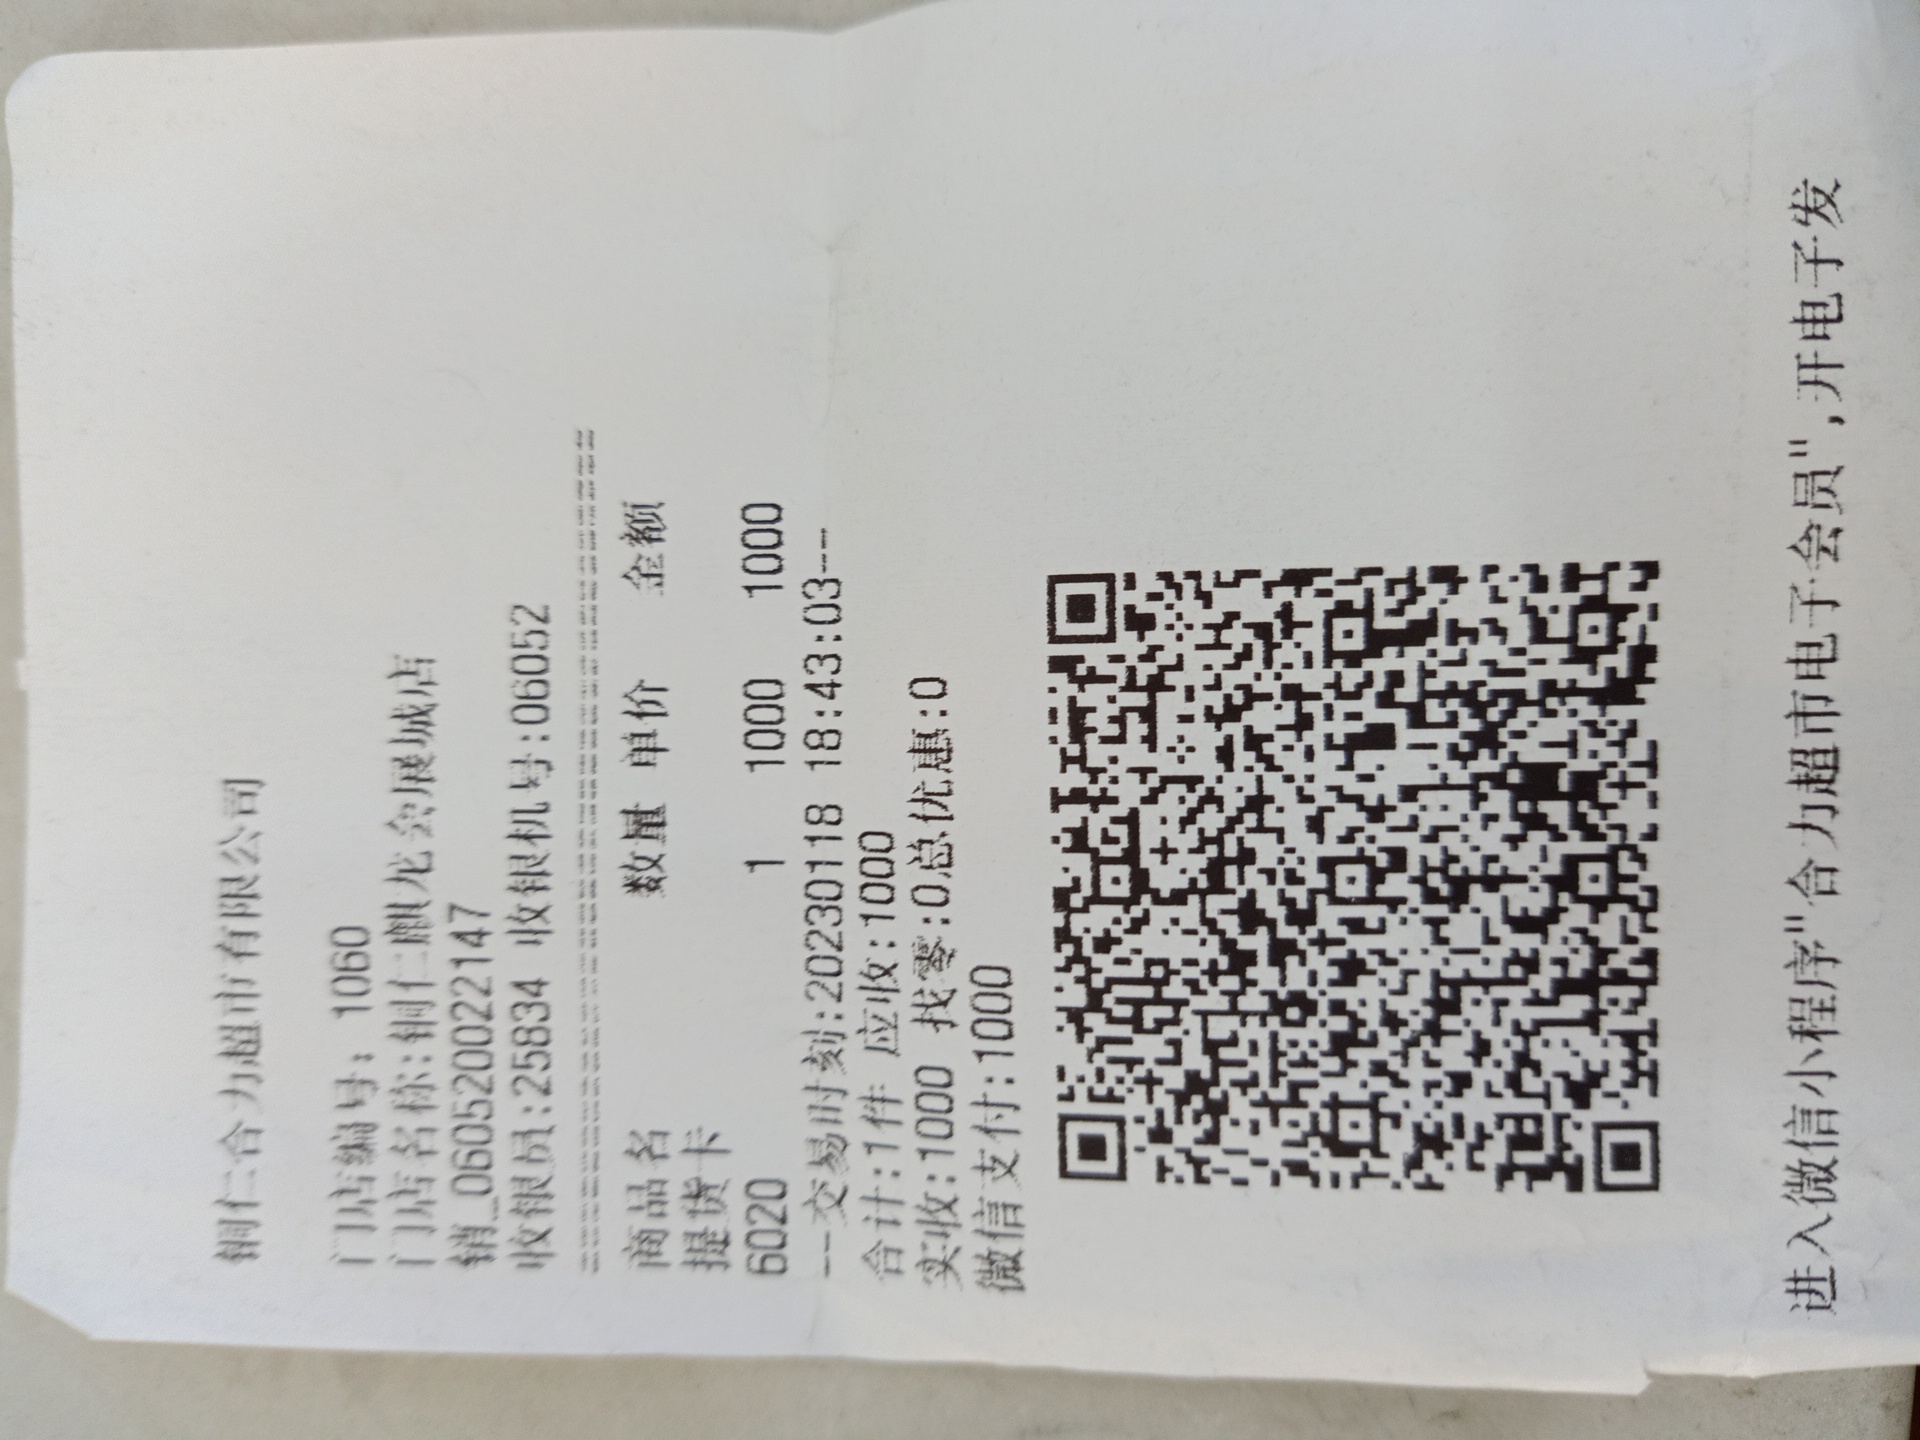 铜仁合力超市有限公司
门店编号: 1060
门店名称:铜仁麒龙会展城店
销_060520022147
收银员:25834 收银机号:06052
商品名 数量 单价 金额
提货卡
6020 1 1000 1000
--交易时刻:20230118 18:43:03---
合计:1件 应收:1000
实收:1000 找零:0总优惠:0
微信支付:1000
进入微信小程序"合力超市电子会员",开电子发